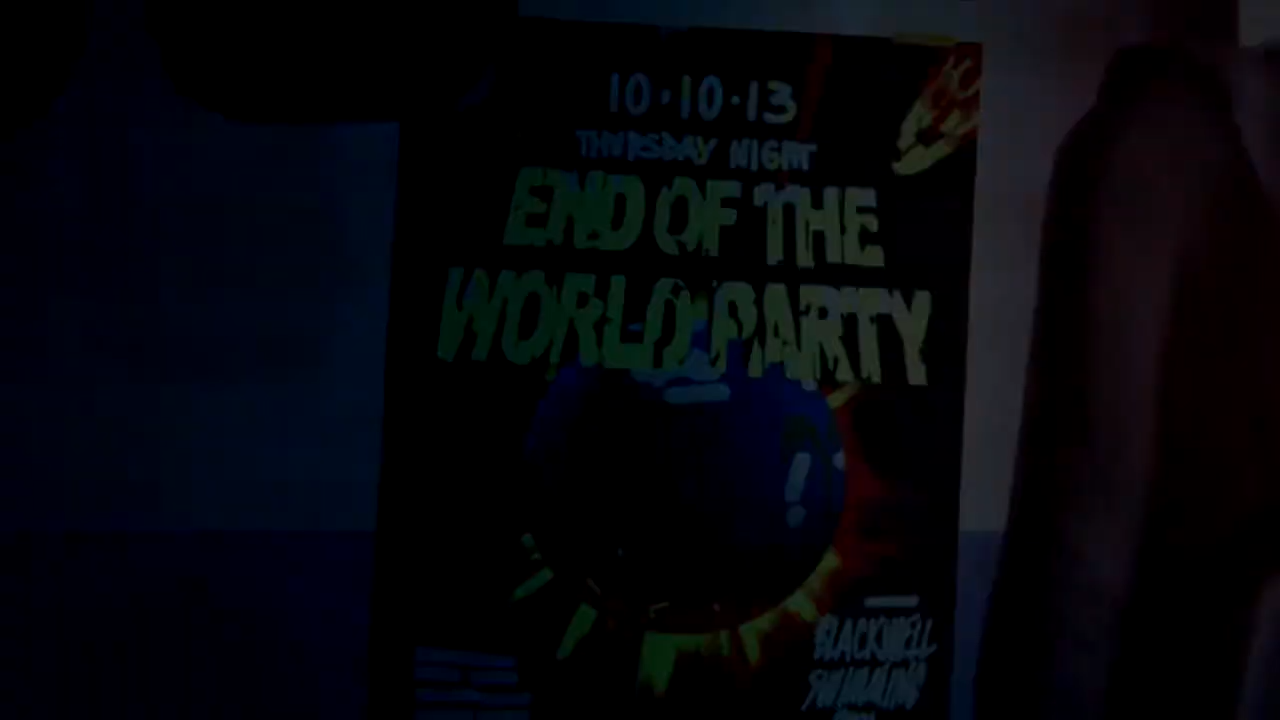 10·10·13
THURSDAY NIGHT
END OF THE
WORLD PARTY
BLACKWELL
SWIMMING